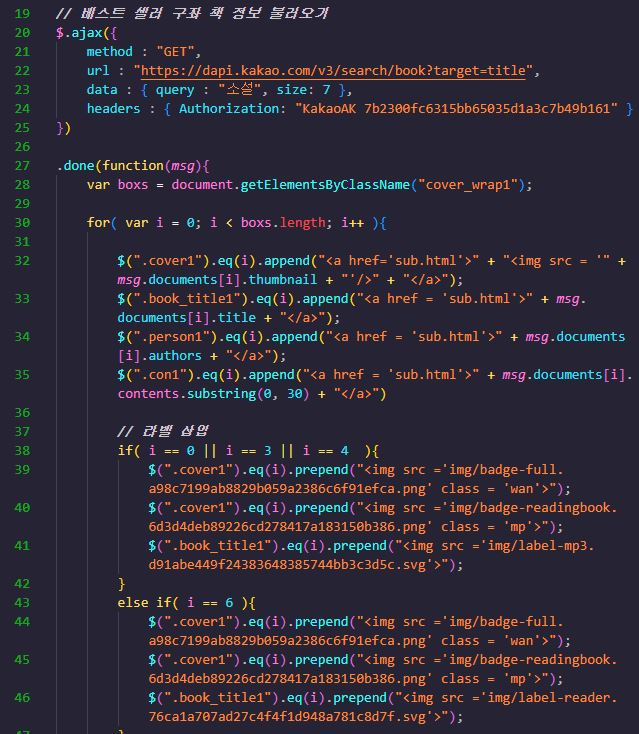 19 // 베스트 셀러 구좌 책 정보 불러오기
20 $.ajax({
21 method : "GET",
22 url : "https://dapi.kakao.com/v3/search/book?target=title",
23 data : { query : "소설", size: 7 },
24 headers : { Authorization: "KakaoAK 7b2300fc6315bb65035d1a3c7b49b161" }
25 })
26
27 .done(function(msg){
28 var boxs = document.getElementsByClassName("cover_wrap1");
29
30 for( var i = 0; i < boxs.length; i++ ){
31
32 $(".cover1").eq(i).append("<a href='sub.html'>" + "<img src = '" +
msg.documents[i].thumbnail + "'/>" + "</a>");
33 $(".book_title1").eq(i).append("<a href = 'sub.html'>" + msg.
documents[i].title + "</a>");
34 $(".person1").eq(i).append("<a href = 'sub.html'>" + msg.documents
[i].authors + "</a>");
35 $(".con1").eq(i).append("<a href = 'sub.html'>" + msg.documents[i].
contents.substring(0, 30) + "</a>")
36
37 // 라벨 삽입
38 if( i == 0 || i == 3 || i == 4 ){
39 $(".cover1").eq(i).prepend("<img src ='img/badge-full.
a98c7199ab8829b059a2386c6f91efca.png' class = 'wan'>");
40 $(".cover1").eq(i).prepend("<img src ='img/badge-readingbook.
6d3d4deb89226cd278417a183150b386.png' class = 'mp'>");
41 $(".book_title1").eq(i).prepend("<img src ='img/label-mp3.
d91abe449f24383648385744bb3c3d5c.svg'>");
42 }
43 else if( i == 6 ){
44 $(".cover1").eq(i).prepend("<img src ='img/badge-full.
a98c7199ab8829b059a2386c6f91efca.png' class = 'wan'>");
45 $(".cover1").eq(i).prepend("<img src ='img/badge-readingbook.
6d3d4deb89226cd278417a183150b386.png' class = 'mp'>");
46 $(".book_title1").eq(i).prepend("<img src ='img/label-reader.
76ca1a707ad27c4f4f1d948a781c8d7f.svg'>");